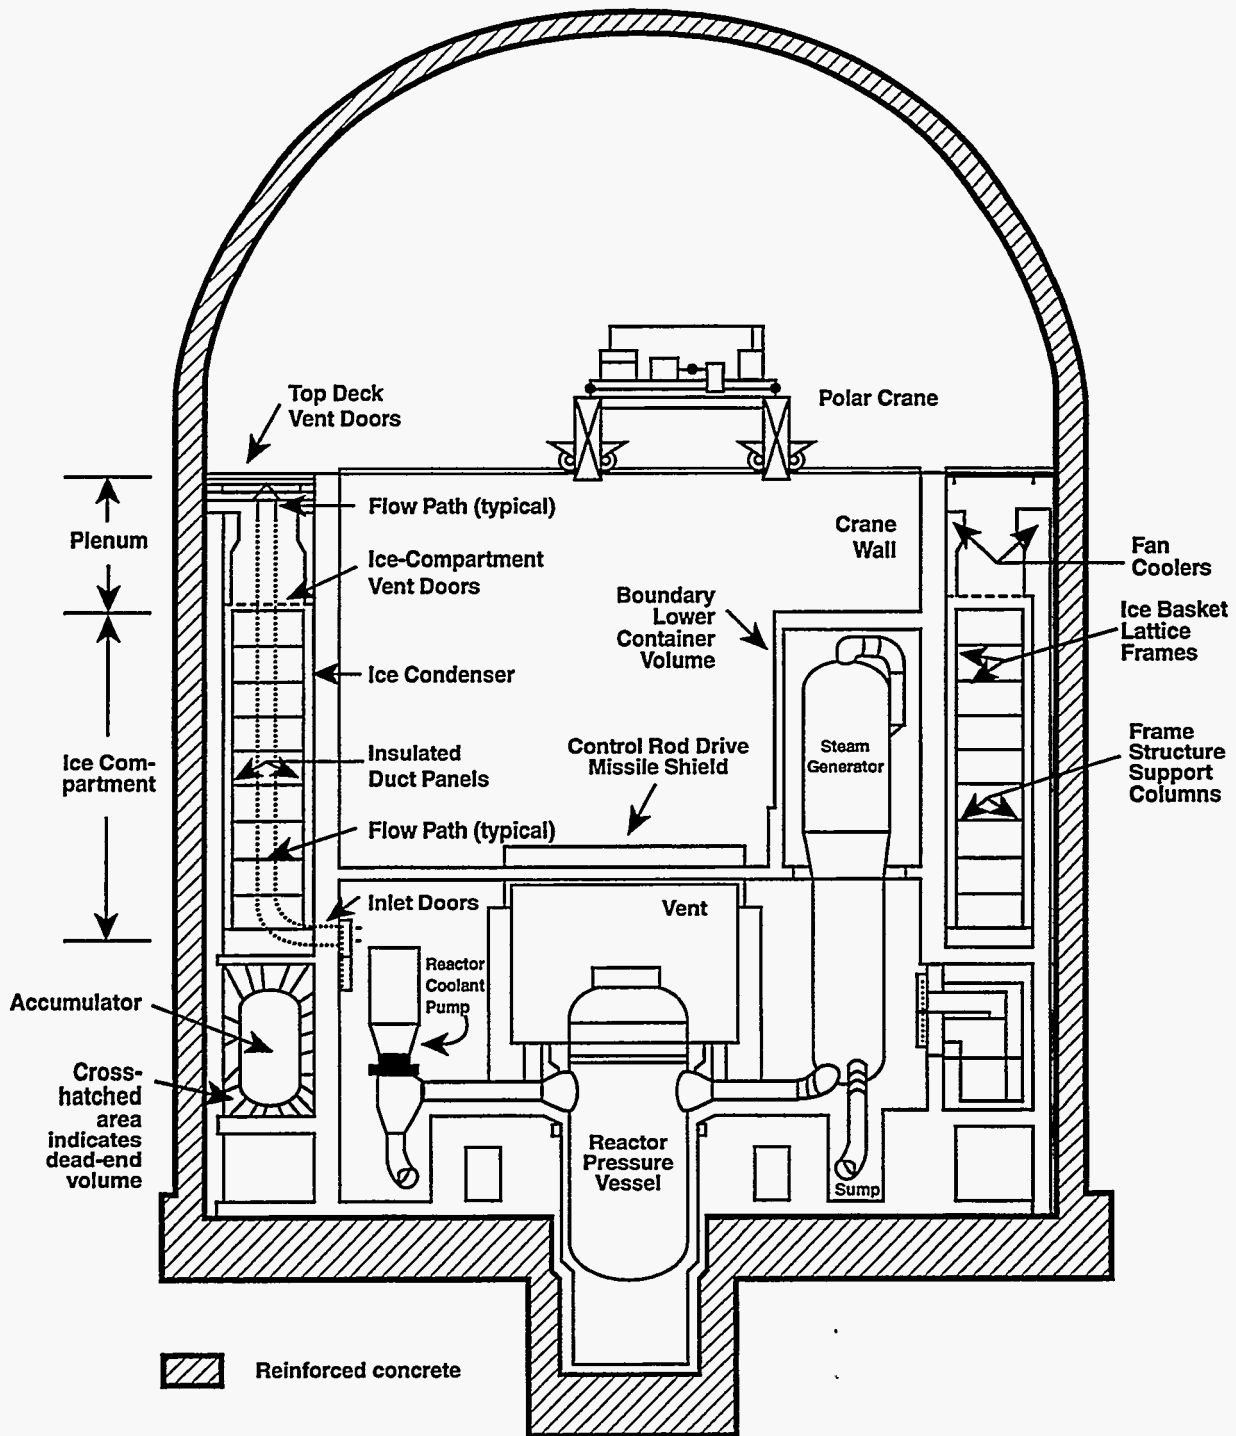 Top Deck
Vent Doors
Polar Crane
Plenum
Flow Path (typical)
Crane
Wall
Fan
Coolers
Ice-Compartment
Vent Doors
Boundary
Lower
Container
Volume
Ice Basket
Lattice
Frames
Ice Condenser
Ice Com-
partment
Insulated
Duct Panels
Control Rod Drive
Missile Shield
Steam
Generator
Frame
Structure
Support
Columns
Flow Path (typical)
Inlet Doors
Vent
Reactor
Coolant
Pump
Accumulator
Cross-
hatched
area
indicates
dead-end
volume
Reactor
Pressure
Vessel
Sump
Reinforced concrete